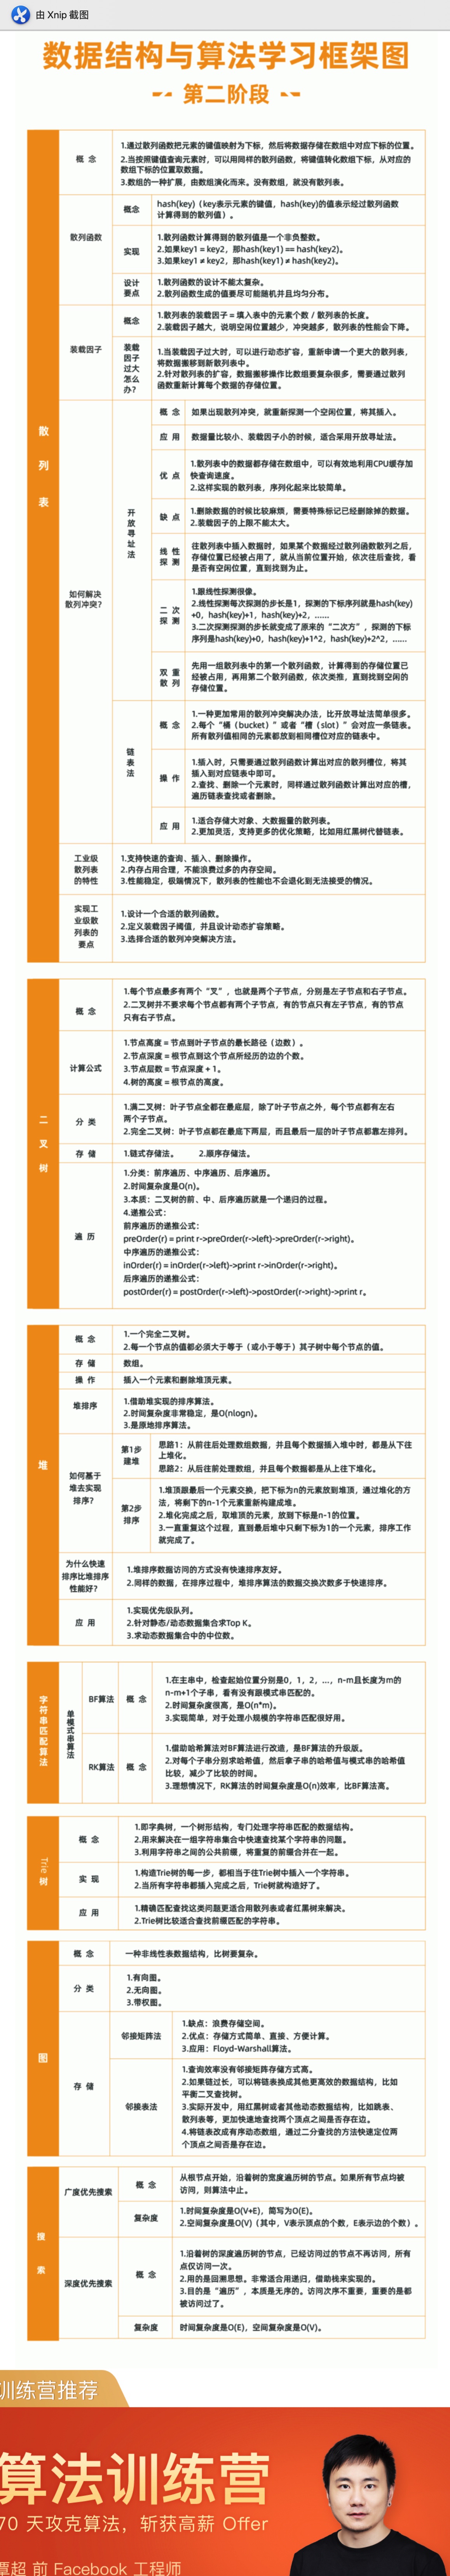 由 Xnip 截图
数据结构与算法学习框架图
第二阶段
散列表
概 念
1.通过散列函数把元素的键值映射为下标，然后将数据存储在数组中对应下标的位置。
2.当按照键值查询元素时，可以用同样的散列函数，将键值转化数组下标，从对应的
数组下标的位置取数据。
3.数组的一种扩展，由数组演化而来。没有数组，就没有散列表。
散列函数
概念
hash(key)（key表示元素的键值，hash(key)的值表示经过散列函数
计算得到的散列值）。
实现
1.散列函数计算得到的散列值是一个非负整数。
2.如果key1 = key2，那hash(key1) == hash(key2)。
3.如果key1 ≠ key2，那hash(key1) ≠ hash(key2)。
设计
要点
1.散列函数的设计不能太复杂。
2.散列函数生成的值要尽可能随机并且均匀分布。
装载因子
概念
1.散列表的装载因子 = 填入表中的元素个数 / 散列表的长度。
2.装载因子越大，说明空闲位置越少，冲突越多，散列表的性能会下降。
装载
因子
过大
怎么
办？
1.当装载因子过大时，可以进行动态扩容，重新申请一个更大的散列表，
将数据搬移到新散列表中。
2.针对散列表的扩容，数据搬移操作比数组要复杂很多，需要通过散列
函数重新计算每个数据的存储位置。
如何解决
散列冲突？
开放寻址法
概 念
如果出现散列冲突，就重新探测一个空闲位置，将其插入。
应 用
数据量比较小、装载因子小的时候，适合采用开放寻址法。
优 点
1.散列表中的数据都存储在数组中，可以有效地利用CPU缓存加
快查询速度。
2.这样实现的散列表，序列化起来比较简单。
缺 点
1.删除数据的时候比较麻烦，需要特殊标记已经删除掉的数据。
2.装载因子的上限不能太大。
线 性
探 测
往散列表中插入数据时，如果某个数据经过散列函数散列之后，
存储位置已经被占用了，就从当前位置开始，依次往后查找，看
是否有空闲位置，直到找到为止。
二 次
探 测
1.跟线性探测很像。
2.线性探测每次探测的步长是1，探测的下标序列就是hash(key)
+0，hash(key)+1，hash(key)+2，……
3.二次探测探测的步长就变成了原来的“二次方”，探测的下标
序列是hash(key)+0，hash(key)+1^2，hash(key)+2^2，……
双 重
散 列
先用一组散列表中的第一个散列函数，计算得到的存储位置已
经被占用，再用第二个散列函数，依次类推，直到找到空闲的
存储位置。
链表法
概 念
1.一种更加常用的散列冲突解决办法，比开放寻址法简单很多。
2.每个“桶（bucket）”或者“槽（slot）”会对应一条链表。
所有散列值相同的元素都放到相同槽位对应的链表中。
操 作
1.插入时，只需要通过散列函数计算出对应的散列槽位，将其
插入到对应链表中即可。
2.查找、删除一个元素时，同样通过散列函数计算出对应的槽，
遍历链表查找或者删除。
应 用
1.适合存储大对象、大数据量的散列表。
2.更加灵活，支持更多的优化策略，比如用红黑树代替链表。
工业级
散列表
的特性
1.支持快速的查询、插入、删除操作。
2.内存占用合理，不能浪费过多的内存空间。
3.性能稳定，极端情况下，散列表的性能也不会退化到无法接受的情况。
实现工
业级散
列表的
要点
1.设计一个合适的散列函数。
2.定义装载因子阈值，并且设计动态扩容策略。
3.选择合适的散列冲突解决方法。
二叉树
概 念
1.每个节点最多有两个“叉”，也就是两个子节点，分别是左子节点和右子节点。
2.二叉树并不要求每个节点都有两个子节点，有的节点只有左子节点，有的节点
只有右子节点。
计算公式
1.节点高度 = 节点到叶子节点的最长路径（边数）。
2.节点深度 = 根节点到这个节点所经历的边的个数。
3.节点层数 = 节点深度 + 1。
4.树的高度 = 根节点的高度。
分 类
1.满二叉树：叶子节点全都在最底层，除了叶子节点之外，每个节点都有左右
两个子节点。
2.完全二叉树：叶子节点都在最底下两层，而且最后一层的叶子节点都靠左排列。
存 储
1.链式存储法。 2.顺序存储法。
遍 历
1.分类：前序遍历、中序遍历、后序遍历。
2.时间复杂度是O(n)。
3.本质：二叉树的前、中、后序遍历就是一个递归的过程。
4.递推公式：
前序遍历的递推公式：
preOrder(r) = print r->preOrder(r->left)->preOrder(r->right)。
中序遍历的递推公式：
inOrder(r) = inOrder(r->left)->print r->inOrder(r->right)。
后序遍历的递推公式：
postOrder(r) = postOrder(r->left)->postOrder(r->right)->print r。
堆
概 念
1.一个完全二叉树。
2.每一个节点的值都必须大于等于（或小于等于）其子树中每个节点的值。
存 储
数组。
操 作
插入一个元素和删除堆顶元素。
堆排序
1.借助堆实现的排序算法。
2.时间复杂度非常稳定，是O(nlogn)。
3.是原地排序算法。
如何基于
堆去实现
排序？
第1步
建堆
思路1：从前往后处理数组数据，并且每个数据插入堆中时，都是从下往
上堆化。
思路2：从后往前处理数组，并且每个数据都是从上往下堆化。
第2步
排序
1.堆顶跟最后一个元素交换，把下标为n的元素放到堆顶，通过堆化的方
法，将剩下的n-1个元素重新构建成堆。
2.堆化完成之后，取堆顶的元素，放到下标是n-1的位置。
3.一直重复这个过程，直到最后堆中只剩下标为1的一个元素，排序工作
就完成了。
为什么快速
排序比堆排序
性能好？
1.堆排序数据访问的方式没有快速排序友好。
2.同样的数据，在排序过程中，堆排序算法的数据交换次数多于快速排序。
应 用
1.实现优先级队列。
2.针对静态/动态数据集合求Top K。
3.求动态数据集合中的中位数。
字符串匹配算法
单模式串算法
BF算法
概 念
1.在主串中，检查起始位置分别是0，1，2，…，n-m且长度为m的
n-m+1个子串，看有没有跟模式串匹配的。
2.时间复杂度很高，是O(n*m)。
3.实现简单，对于处理小规模的字符串匹配很好用。
RK算法
概 念
1.借助哈希算法对BF算法进行改造，是BF算法的升级版。
2.对每个子串分别求哈希值，然后拿子串的哈希值与模式串的哈希值
比较，减少了比较的时间。
3.理想情况下，RK算法的时间复杂度是O(n)效率，比BF算法高。
Trie 树
概 念
1.即字典树，一个树形结构，专门处理字符串匹配的数据结构。
2.用来解决在一组字符串集合中快速查找某个字符串的问题。
3.利用字符串之间的公共前缀，将重复的前缀合并在一起。
实 现
1.构造Trie树的每一步，都相当于往Trie树中插入一个字符串。
2.当所有字符串都插入完成之后，Trie树就构造好了。
应 用
1.精确匹配查找这类问题更适合用散列表或者红黑树来解决。
2.Trie树比较适合查找前缀匹配的字符串。
图
概 念
一种非线性表数据结构，比树要复杂。
分 类
1.有向图。
2.无向图。
3.带权图。
存 储
邻接矩阵法
1.缺点：浪费存储空间。
2.优点：存储方式简单、直接、方便计算。
3.应用：Floyd-Warshall算法。
邻接表法
1.查询效率没有邻接矩阵存储方式高。
2.如果链过长，可以将链表换成其他更高效的数据结构，比如
平衡二叉查找树。
3.实际开发中，用红黑树或者其他动态数据结构，比如跳表、
散列表等，更加快速地查找两个顶点之间是否存在边。
4.将链表改成有序动态数组，通过二分查找的方法快速定位两
个顶点之间否是存在边。
搜索
广度优先搜索
概 念
从根节点开始，沿着树的宽度遍历树的节点。如果所有节点均被
访问，则算法中止。
复杂度
1.时间复杂度是O(V+E)，简写为O(E)。
2.空间复杂度是O(V)（其中，V表示顶点的个数，E表示边的个数）。
深度优先搜索
概 念
1.沿着树的深度遍历树的节点，已经访问过的节点不再访问，所有
点仅访问一次。
2.用的是回溯思想。非常适合用递归，借助栈来实现的。
3.目的是“遍历”，本质是无序的。访问次序不重要，重要的是都
被访问过了。
复杂度
时间复杂度是O(E)，空间复杂度是O(V)。
训练营推荐
算法训练营
70 天攻克算法，斩获高薪 Offer
覃超 前 Facebook 工程师